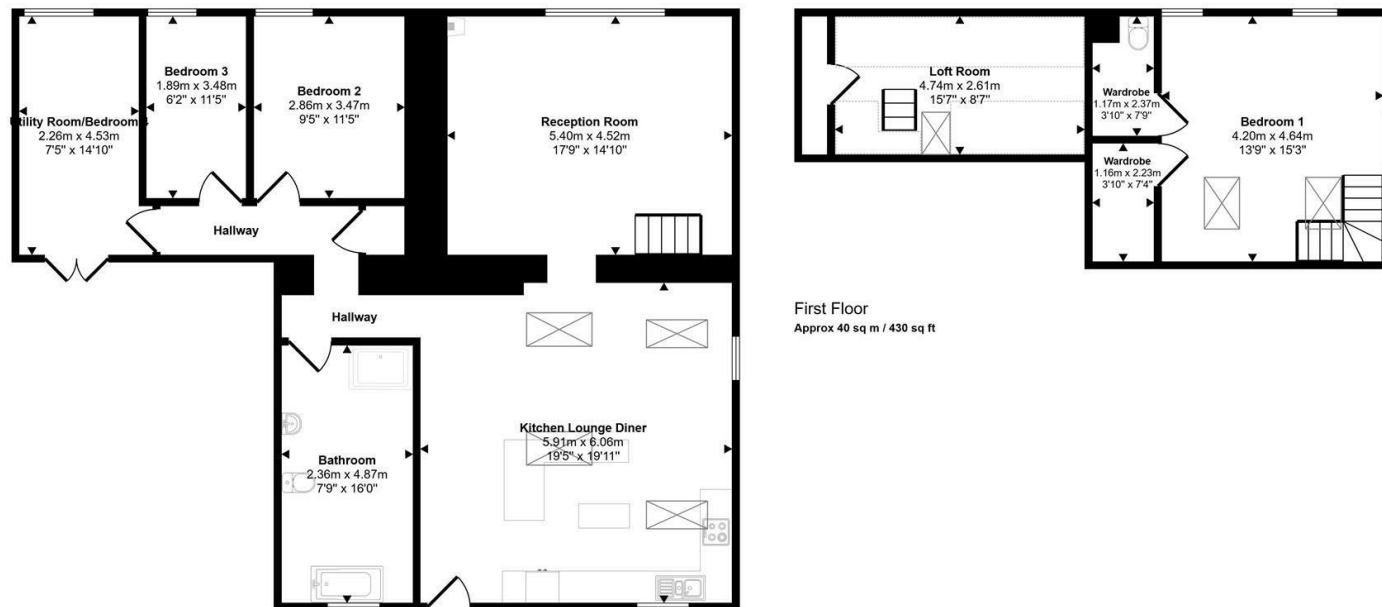 Bedroom 3
1.89m x 3.48m
6'2" x 11'5"
Bedroom 2
2.86m x 3.47m
9'5" x 11'5"
Utility Room/Bedroom 4
2.26m x 4.53m
7'5" x 14'10"
Reception Room
5.40m x 4.52m
17'9" x 14'10"
Hallway
Hallway
Kitchen Lounge Diner
5.91m x 6.06m
19'5" x 19'11"
Bathroom
2.36m x 4.87m
7'9" x 16'0"
Loft Room
4.74m x 2.61m
15'7" x 8'7"
Wardrobe
1.17m x 2.37m
3'10" x 7'9"
Bedroom 1
4.20m x 4.64m
13'9" x 15'3"
Wardrobe
1.16m x 2.23m
3'10" x 7'4"
First Floor
Approx 40 sq m / 430 sq ft